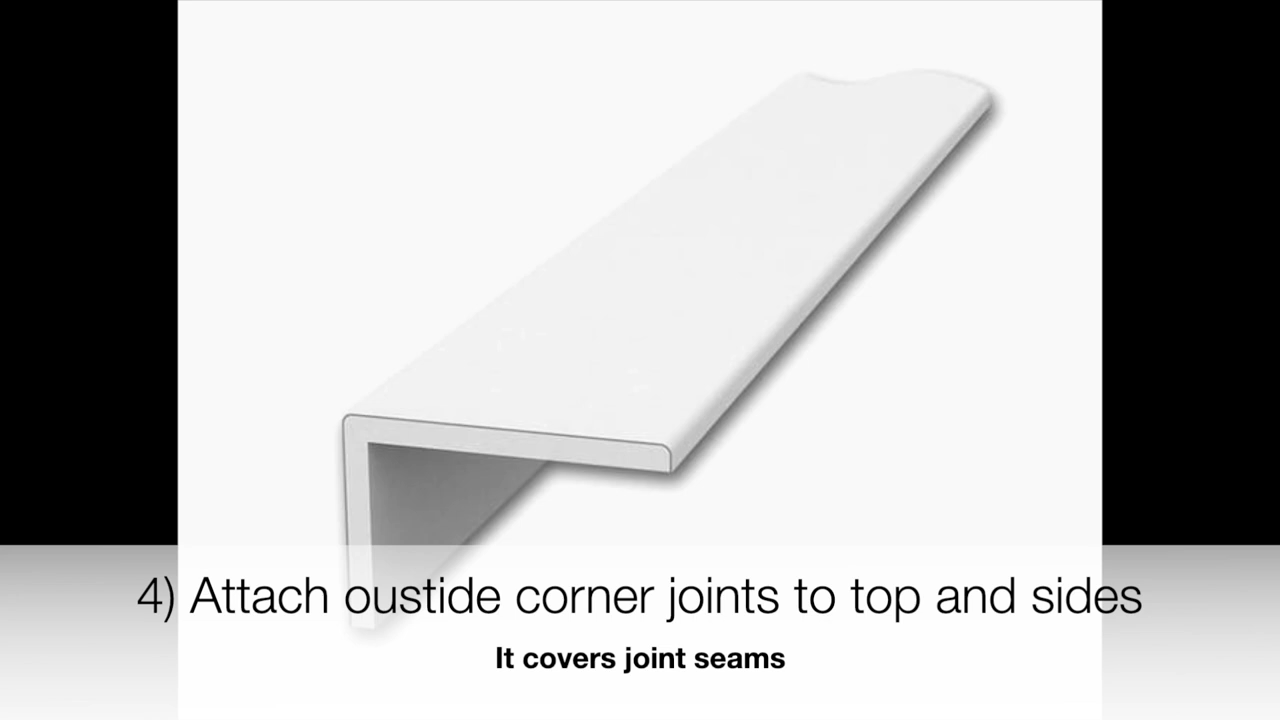 4) Attach oustide corner joints to top and sides
It covers joint seams